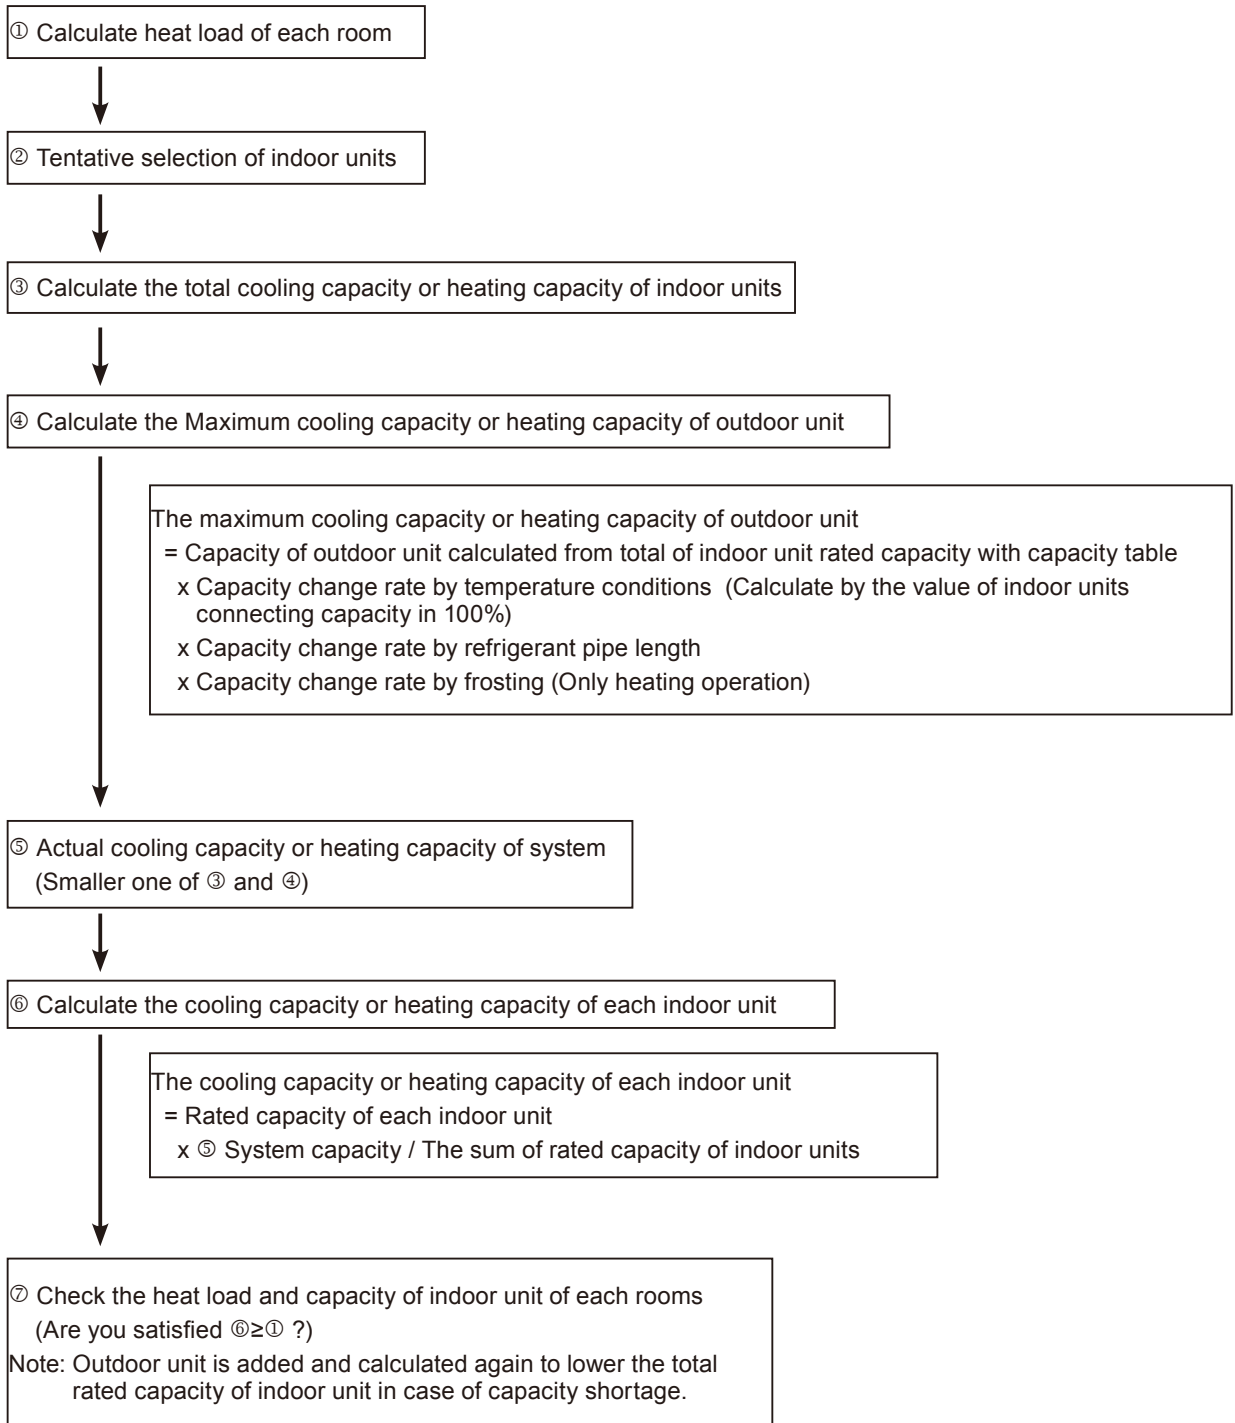 ① Calculate heat load of each room
② Tentative selection of indoor units
③ Calculate the total cooling capacity or heating capacity of indoor units
④ Calculate the Maximum cooling capacity or heating capacity of outdoor unit
The maximum cooling capacity or heating capacity of outdoor unit
= Capacity of outdoor unit calculated from total of indoor unit rated capacity with capacity table
x Capacity change rate by temperature conditions (Calculate by the value of indoor units
connecting capacity in 100%)
x Capacity change rate by refrigerant pipe length
x Capacity change rate by frosting (Only heating operation)
⑤ Actual cooling capacity or heating capacity of system
(Smaller one of ③ and ④)
⑥ Calculate the cooling capacity or heating capacity of each indoor unit
The cooling capacity or heating capacity of each indoor unit
= Rated capacity of each indoor unit
x ⑤ System capacity / The sum of rated capacity of indoor units
⑦ Check the heat load and capacity of indoor unit of each rooms
(Are you satisfied ⑥≥① ?)
Note: Outdoor unit is added and calculated again to lower the total
rated capacity of indoor unit in case of capacity shortage.